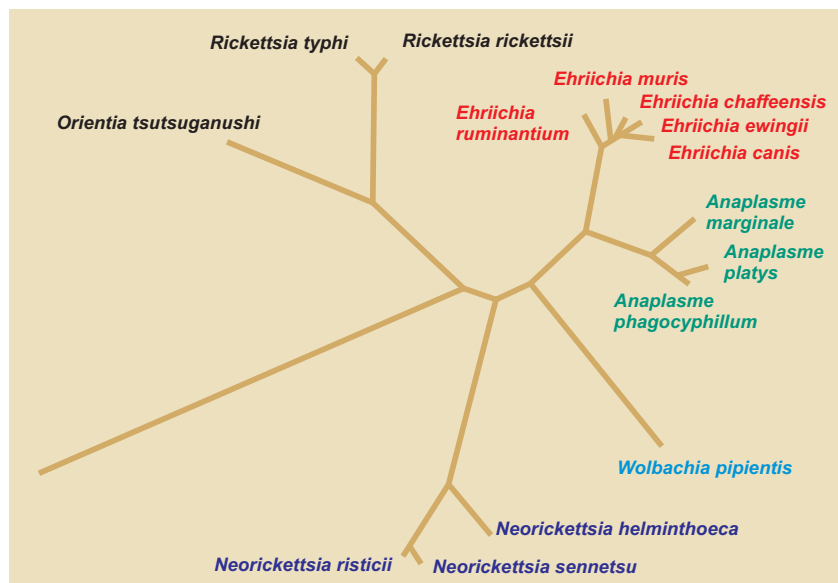 Rickettsia typhi
Rickettsia rickettsii
Orientia tsutsuganushi
Ehriichia muris
Ehriichia chaffeensis
Ehriichia
ruminantium
Ehriichia ewingii
Ehriichia canis
Anaplasme
marginale
Anaplasme
platys
Anaplasme
phagocyphillum
Wolbachia pipientis
Neorickettsia helminthoeca
Neorickettsia risticii
Neorickettsia sennetsu